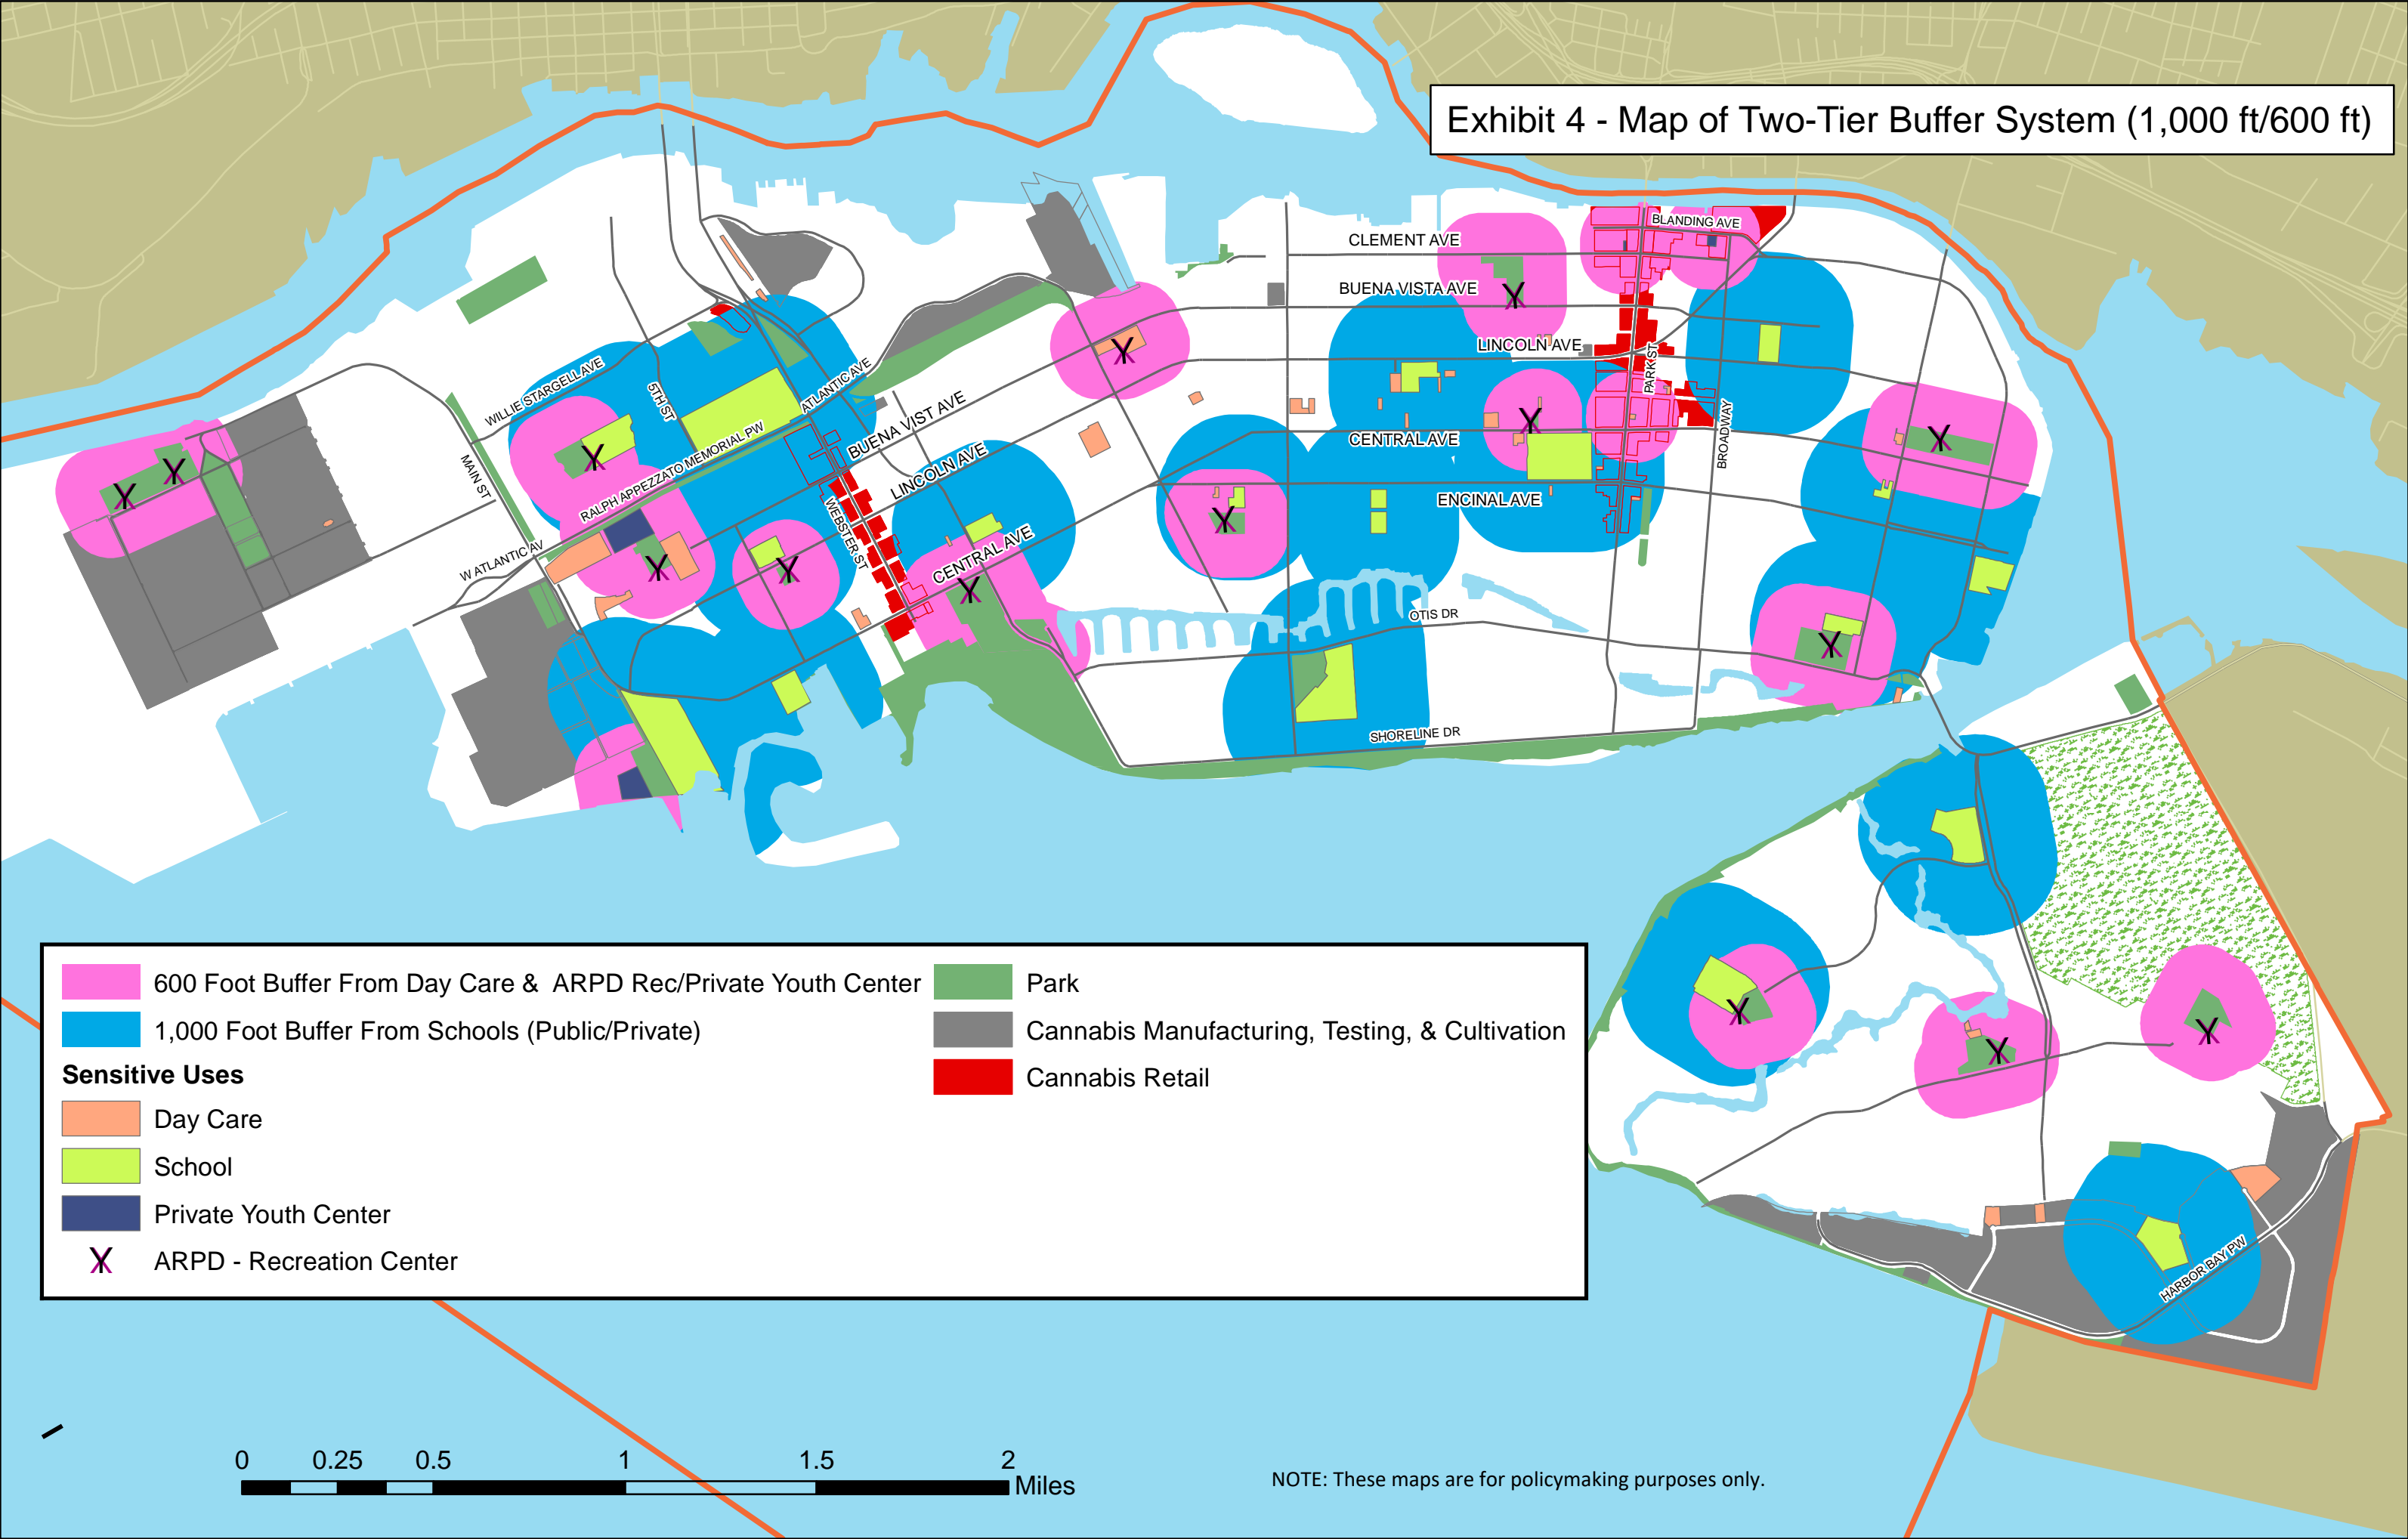 Exhibit 4 - Map of Two-Tier Buffer System (1,000 ft/600 ft)
BLANDING AVE
CLEMENT AVE
BUENA VISTA AVE
LINCOLN AVE
PARK ST
CENTRAL AVE
BROADWAY
ENCINAL AVE
WILLIE STARGELL AVE
5TH ST
ATLANTIC AVE
RALPH APPEZZATO MEMORIAL PW
BUENA VIST AVE
MAIN ST
LINCOLN AVE
WEBSTER ST
W ATLANTIC AV
CENTRAL AVE
OTIS DR
SHORELINE DR
HARBOR BAY PW
600 Foot Buffer From Day Care & ARPD Rec/Private Youth Center
1,000 Foot Buffer From Schools (Public/Private)
Sensitive Uses
Day Care
School
Private Youth Center
ARPD - Recreation Center
Park
Cannabis Manufacturing, Testing, & Cultivation
Cannabis Retail
0 0.25 0.5 1 1.5 2
Miles
NOTE: These maps are for policymaking purposes only.